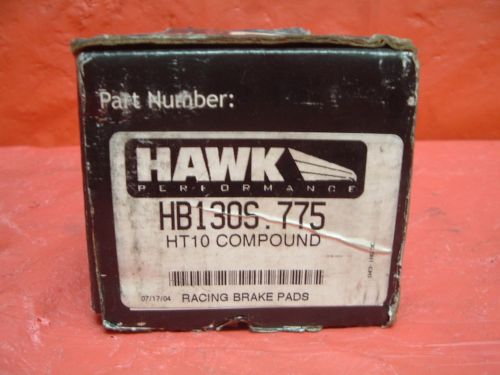 Part Number:
HAWK
PERFORMANCE
HB130S.775
HT10 COMPOUND
07/17/04 RACING BRAKE PADS